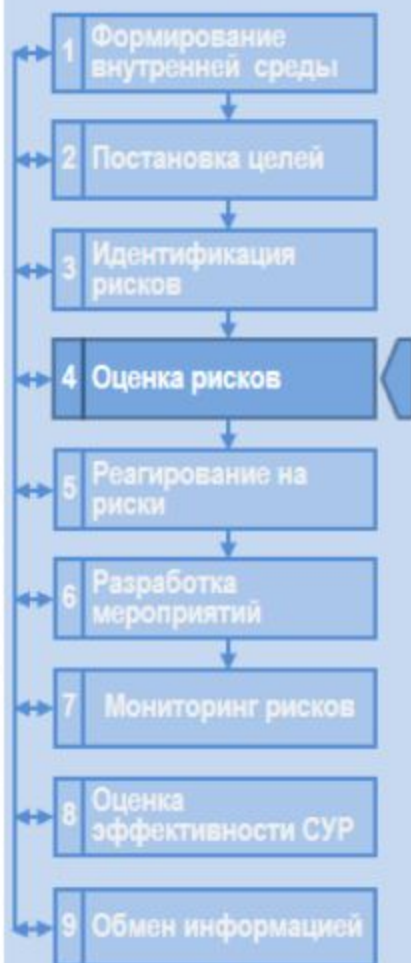 1 Формирование
внутренней среды
2 Постановка целей
3 Идентификация
рисков
4 Оценка рисков
5 Реагирование на
риски
6 Разработка
мероприятий
7 Мониторинг рисков
8 Оценка
эффективности СУР
9 Обмен информацией